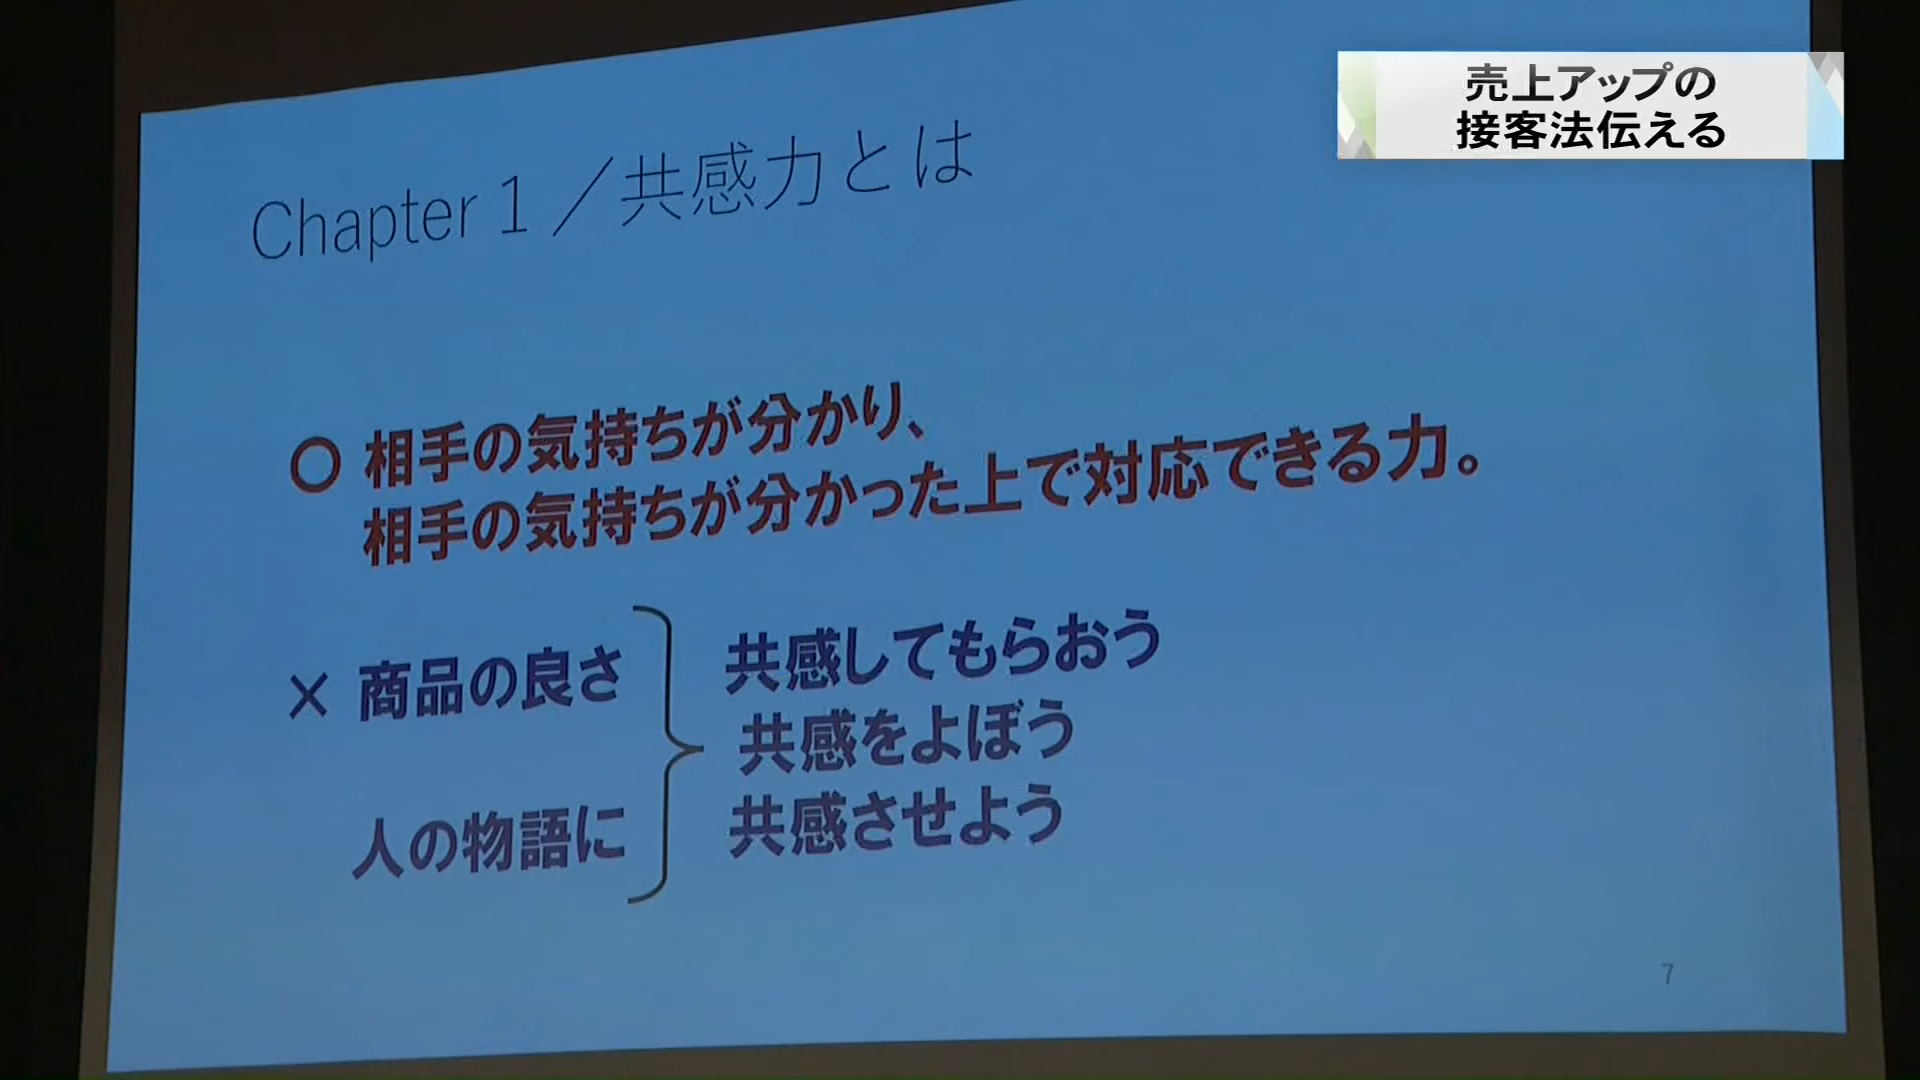 売上アップの
接客法伝える
Chapter 1／共感力とは
○ 相手の気持ちが分かり、
相手の気持ちが分かった上で対応できる力。
× 商品の良さ
人の物語に
共感してもらおう
共感をよぼう
共感させよう
7